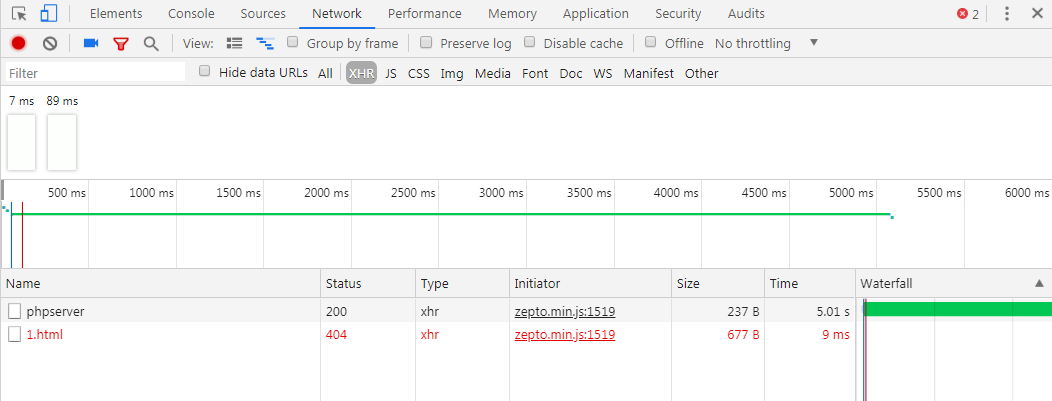 Elements Console Sources Network Performance Memory Application Security Audits 2
View: Group by frame Preserve log Disable cache Offline No throttling
Filter Hide data URLs All XHR JS CSS Img Media Font Doc WS Manifest Other
7 ms 89 ms
500 ms 1000 ms 1500 ms 2000 ms 2500 ms 3000 ms 3500 ms 4000 ms 4500 ms 5000 ms 5500 ms 6000 ms
Name Status Type Initiator Size Time Waterfall
phpserver 200 xhr zepto.min.js:1519 237 B 5.01 s
1.html 404 xhr zepto.min.js:1519 677 B 9 ms